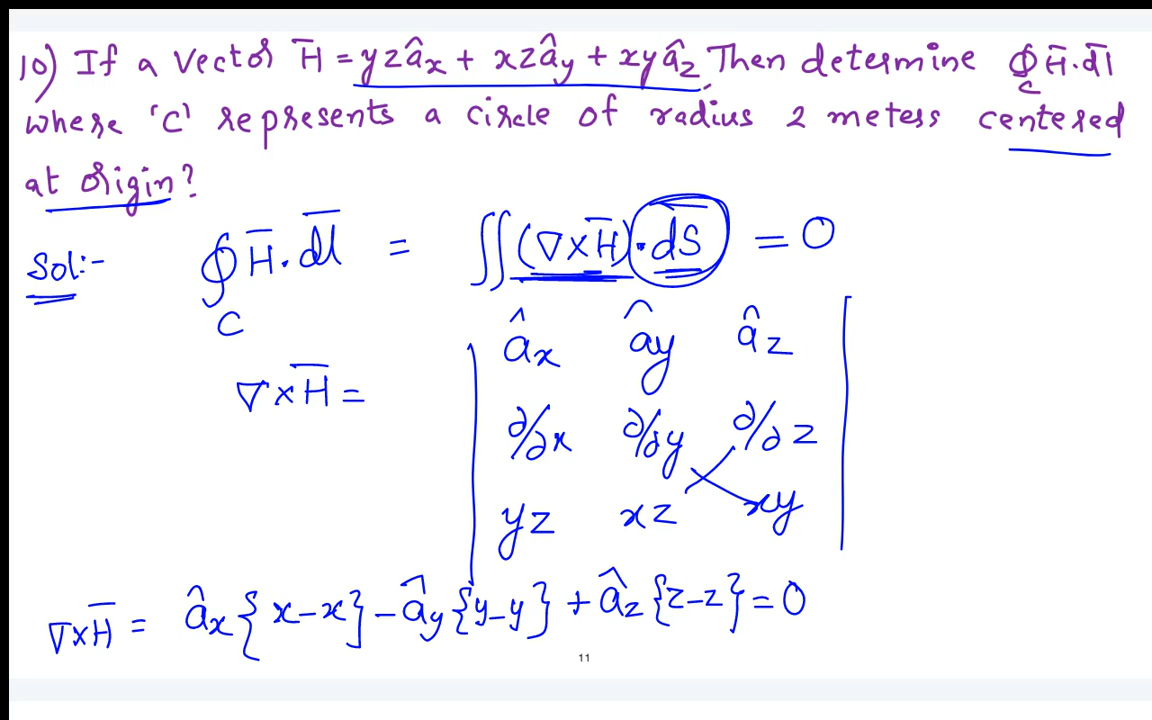 10) If a vector H̅ = yzâx + xzây + xyâz. Then determine ∮c H̅.dl̅
where 'c' represents a circle of radius 2 meters centered
at origin?
Sol:- ∮c H̅.dl̅ = ∬(∇×H̅).dS̅ = 0
∇×H̅ = | âx ây âz |
| ∂/∂x ∂/∂y ∂/∂z |
| yz xz xy |
∇×H̅ = âx{x-x} - ây{y-y} + âz{z-z} = 0
11